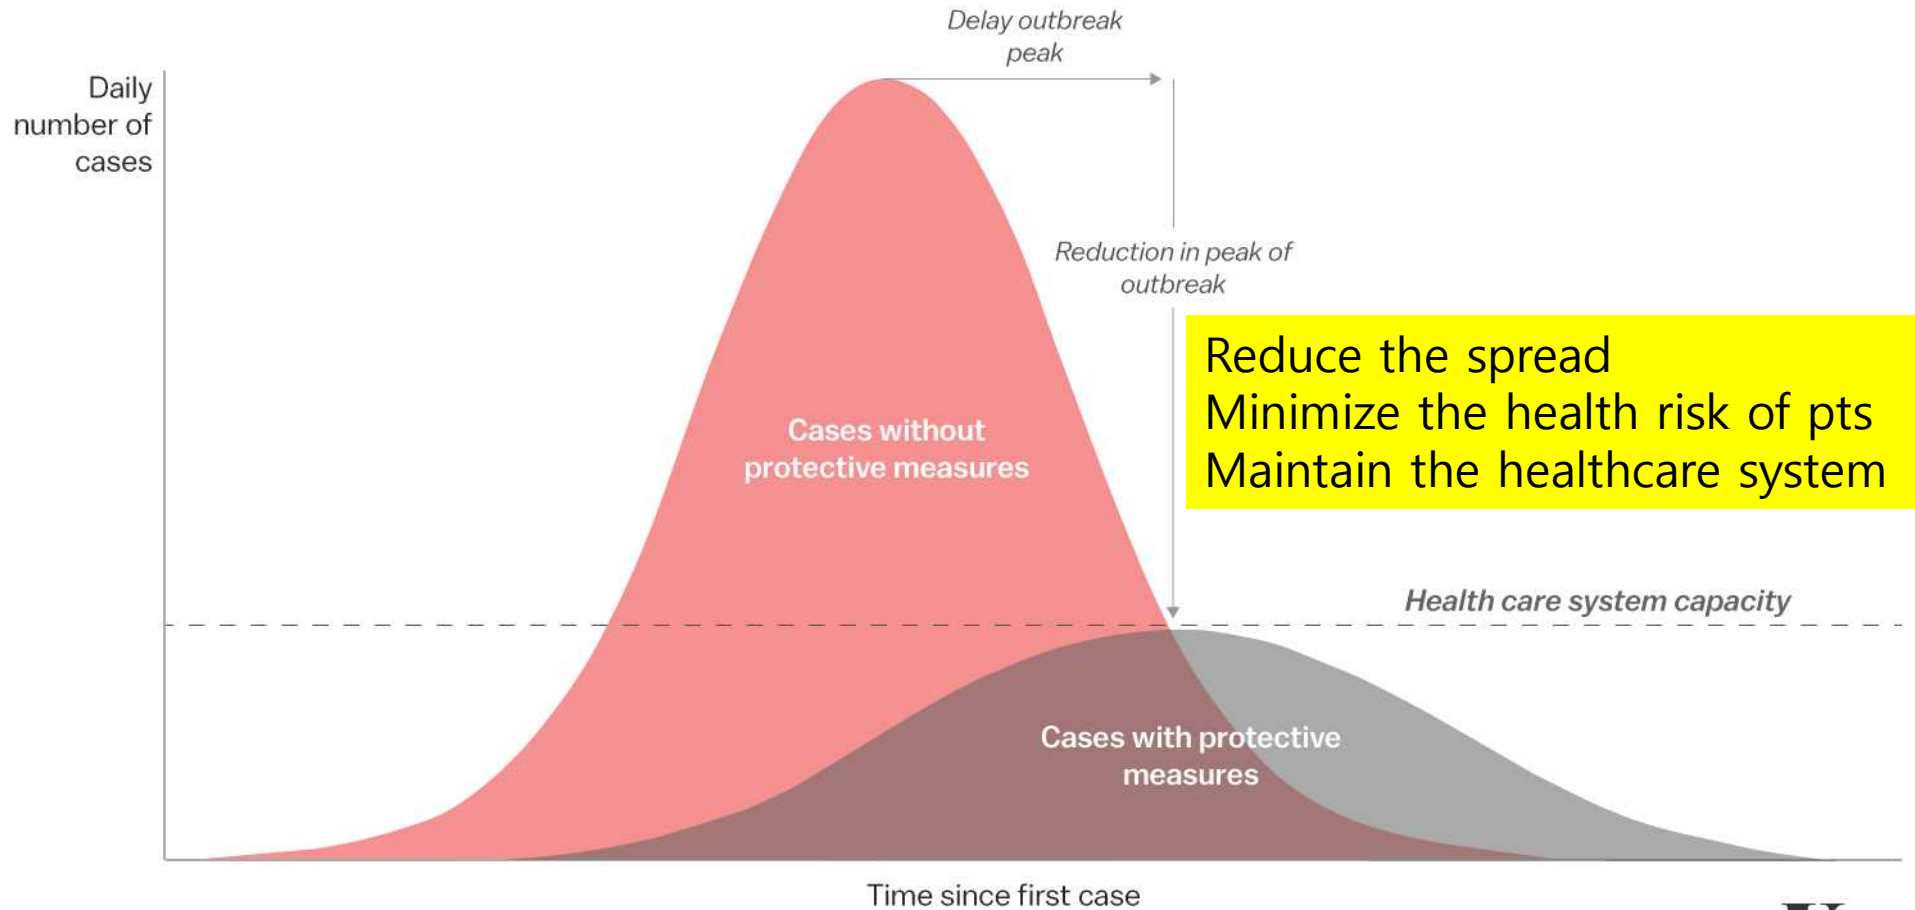 Delay outbreak
peak
Daily
number of
cases
Reduction in peak of
outbreak
Reduce the spread
Minimize the health risk of pts
Maintain the healthcare system
Cases without
protective measures
Health care system capacity
Cases with protective
measures
Time since first case